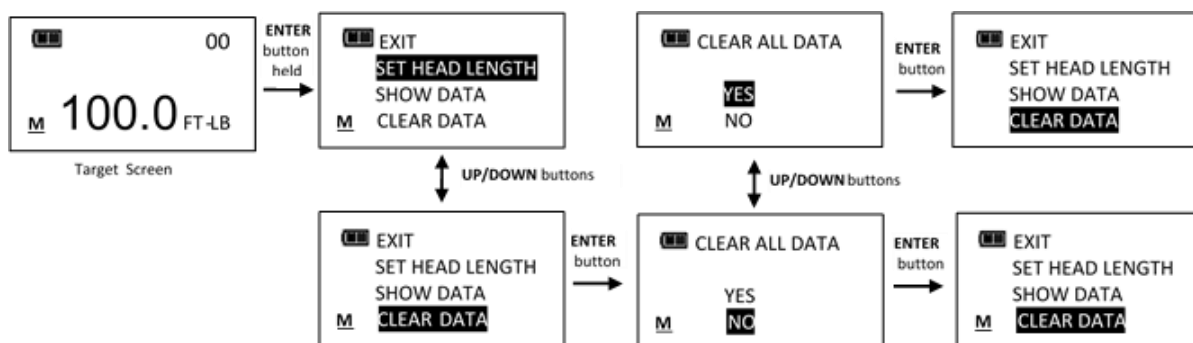 00
100.0 FT-LB
M
Target Screen
ENTER
button
held
EXIT
SET HEAD LENGTH
SHOW DATA
M CLEAR DATA
UP/DOWN buttons
EXIT
SET HEAD LENGTH
SHOW DATA
M CLEAR DATA
ENTER
button
CLEAR ALL DATA
YES
M NO
UP/DOWN buttons
CLEAR ALL DATA
YES
M NO
ENTER
button
EXIT
SET HEAD LENGTH
SHOW DATA
CLEAR DATA
ENTER
button
EXIT
SET HEAD LENGTH
SHOW DATA
M CLEAR DATA